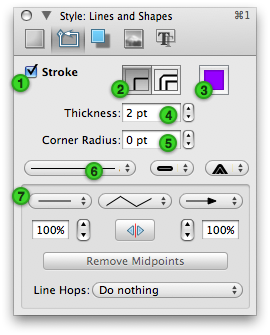 Style: Lines and Shapes ⌘1
1 Stroke 2 3
Thickness: 2 pt 4
Corner Radius: 0 pt 5
6
7
100% 100%
Remove Midpoints
Line Hops: Do nothing